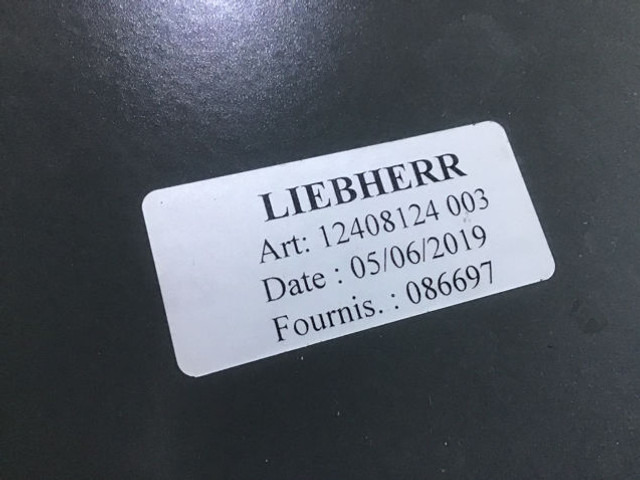 LIEBHERR
Art: 12408124 003
Date : 05/06/2019
Fournis. : 086697